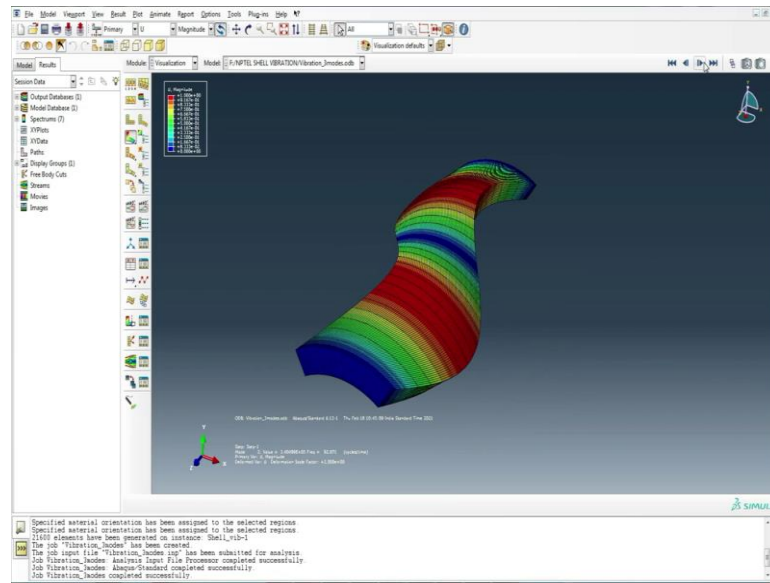 File Model Viewport View Result Plot Animate Report Options Tools Plug-ins Help
Primary U Magnitude All
Visualization defaults
Model Results Module: Visualization Model: F:/NPTEL SHELL VIBRATION/Vibration_3modes.odb
Session Data
Output Databases (1)
Model Database (1)
Spectrums (7)
XYPlots
XYData
Paths
Display Groups (1)
Free Body Cuts
Streams
Movies
Images
U, Magnitude
Y
X
Z
SIMUL
Specified material orientation has been assigned to the selected regions
Specified material orientation has been assigned to the selected regions
21600 elements have been generated on instance: Shell_vib-1
The job "Vibration_3modes" has been created.
The job input file "Vibration_3modes.inp" has been submitted for analysis.
Job Vibration_3modes: Analysis Input File Processor completed successfully.
Job Vibration_3modes: Abaqus/Standard completed successfully.
Job Vibration_3modes completed successfully.